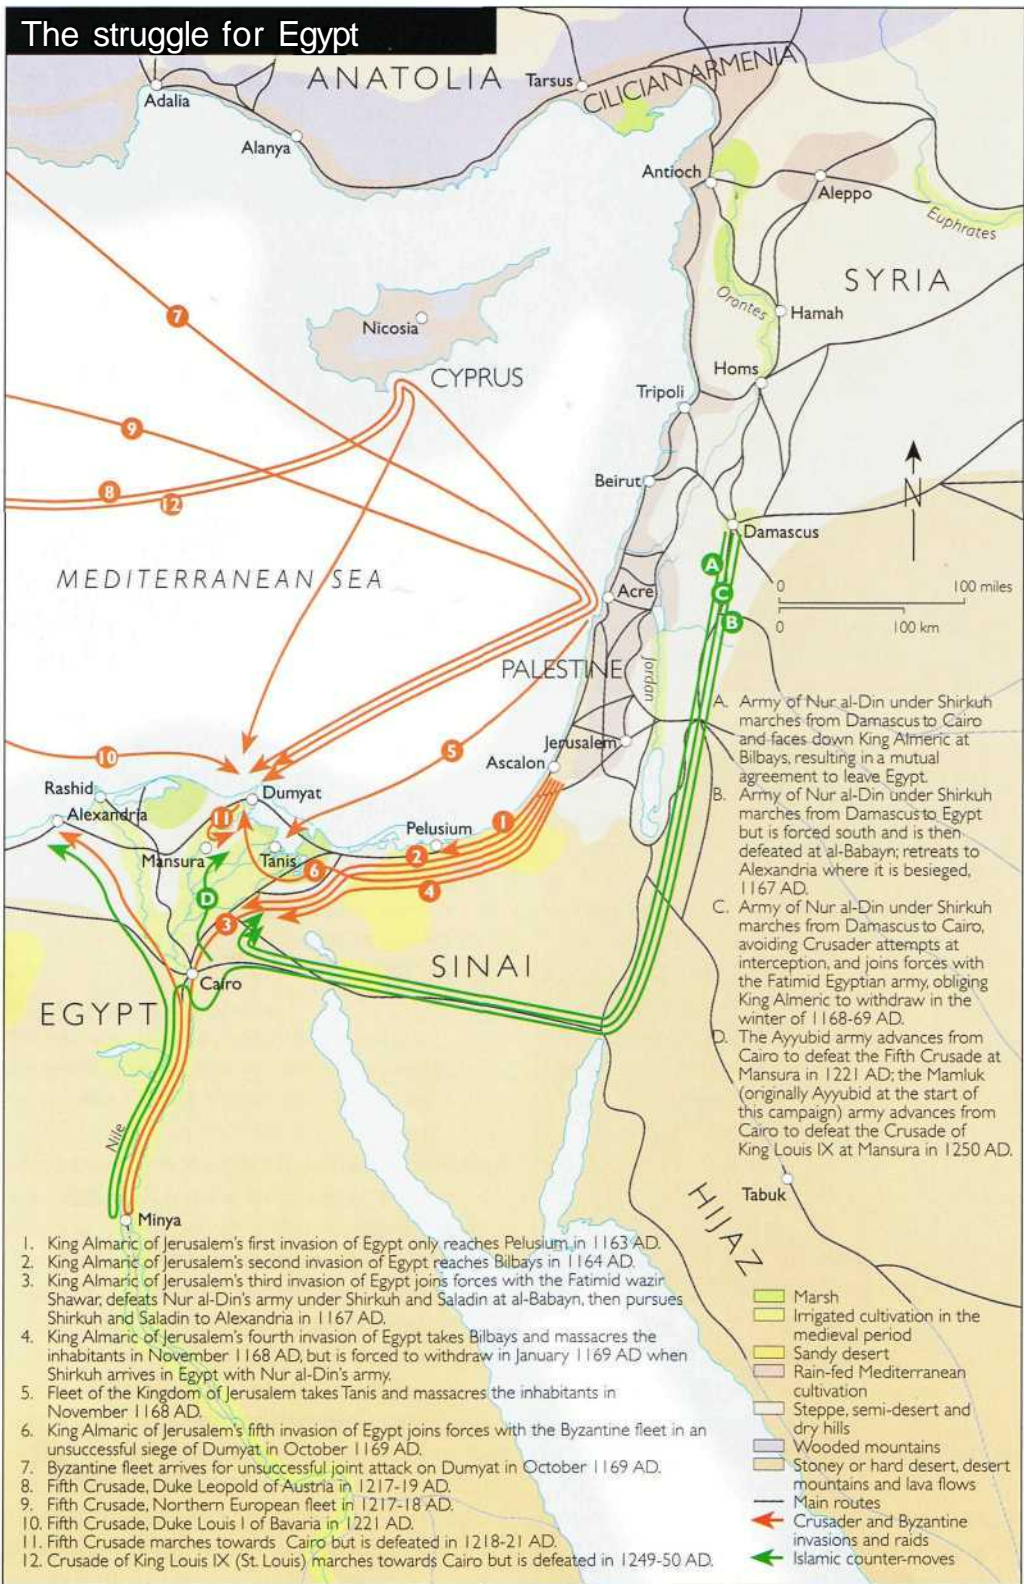 The struggle for Egypt
ANATOLIA
Tarsus
CILICIAN ARMENIA
Adalia
Alanya
Antioch
Aleppo
Euphrates
SYRIA
Orontes
Hamah
7
Nicosia
CYPRUS
Homs
Tripoli
9
8
12
Beirut
N
Damascus
MEDITERRANEAN SEA
A
C
B
0 100 miles
0 100 km
Acre
PALESTINE
Jordan
10
5
Jerusalem
Ascalon
Rashid
Alexandria
Dumyat
11
Pelusium
1
2
Mansura
Tanis
6
4
D
3
Cairo
SINAI
EGYPT
Nile
Minya
HIJAZ
Tabuk
A. Army of Nur al-Din under Shirkuh
marches from Damascus to Cairo
and faces down King Almeric at
Bilbays, resulting in a mutual
agreement to leave Egypt.
B. Army of Nur al-Din under Shirkuh
marches from Damascus to Egypt
but is forced south and is then
defeated at al-Babayn; retreats to
Alexandria where it is besieged,
1167 AD.
C. Army of Nur al-Din under Shirkuh
marches from Damascus to Cairo,
avoiding Crusader attempts at
interception, and joins forces with
the Fatimid Egyptian army, obliging
King Almeric to withdraw in the
winter of 1168-69 AD.
D. The Ayyubid army advances from
Cairo to defeat the Fifth Crusade at
Mansura in 1221 AD; the Mamluk
(originally Ayyubid at the start of
this campaign) army advances from
Cairo to defeat the Crusade of
King Louis IX at Mansura in 1250 AD.
1. King Almaric of Jerusalem's first invasion of Egypt only reaches Pelusium in 1163 AD.
2. King Almaric of Jerusalem's second invasion of Egypt reaches Bilbays in 1164 AD.
3. King Almaric of Jerusalem's third invasion of Egypt joins forces with the Fatimid wazir
Shawar, defeats Nur al-Din's army under Shirkuh and Saladin at al-Babayn, then pursues
Shirkuh and Saladin to Alexandria in 1167 AD.
4. King Almaric of Jerusalem's fourth invasion of Egypt takes Bilbays and massacres the
inhabitants in November 1168 AD, but is forced to withdraw in January 1169 AD when
Shirkuh arrives in Egypt with Nur al-Din's army.
5. Fleet of the Kingdom of Jerusalem takes Tanis and massacres the inhabitants in
November 1168 AD.
6. King Almaric of Jerusalem's fifth invasion of Egypt joins forces with the Byzantine fleet in an
unsuccessful siege of Dumyat in October 1169 AD.
7. Byzantine fleet arrives for unsuccessful joint attack on Dumyat in October 1169 AD.
8. Fifth Crusade, Duke Leopold of Austria in 1217-19 AD.
9. Fifth Crusade, Northern European fleet in 1217-18 AD.
10. Fifth Crusade, Duke Louis I of Bavaria in 1221 AD.
11. Fifth Crusade marches towards Cairo but is defeated in 1218-21 AD.
12. Crusade of King Louis IX (St. Louis) marches towards Cairo but is defeated in 1249-50 AD.
Marsh
Irrigated cultivation in the
medieval period
Sandy desert
Rain-fed Mediterranean
cultivation
Steppe, semi-desert and
dry hills
Wooded mountains
Stoney or hard desert, desert
mountains and lava flows
Main routes
Crusader and Byzantine
invasions and raids
Islamic counter-moves